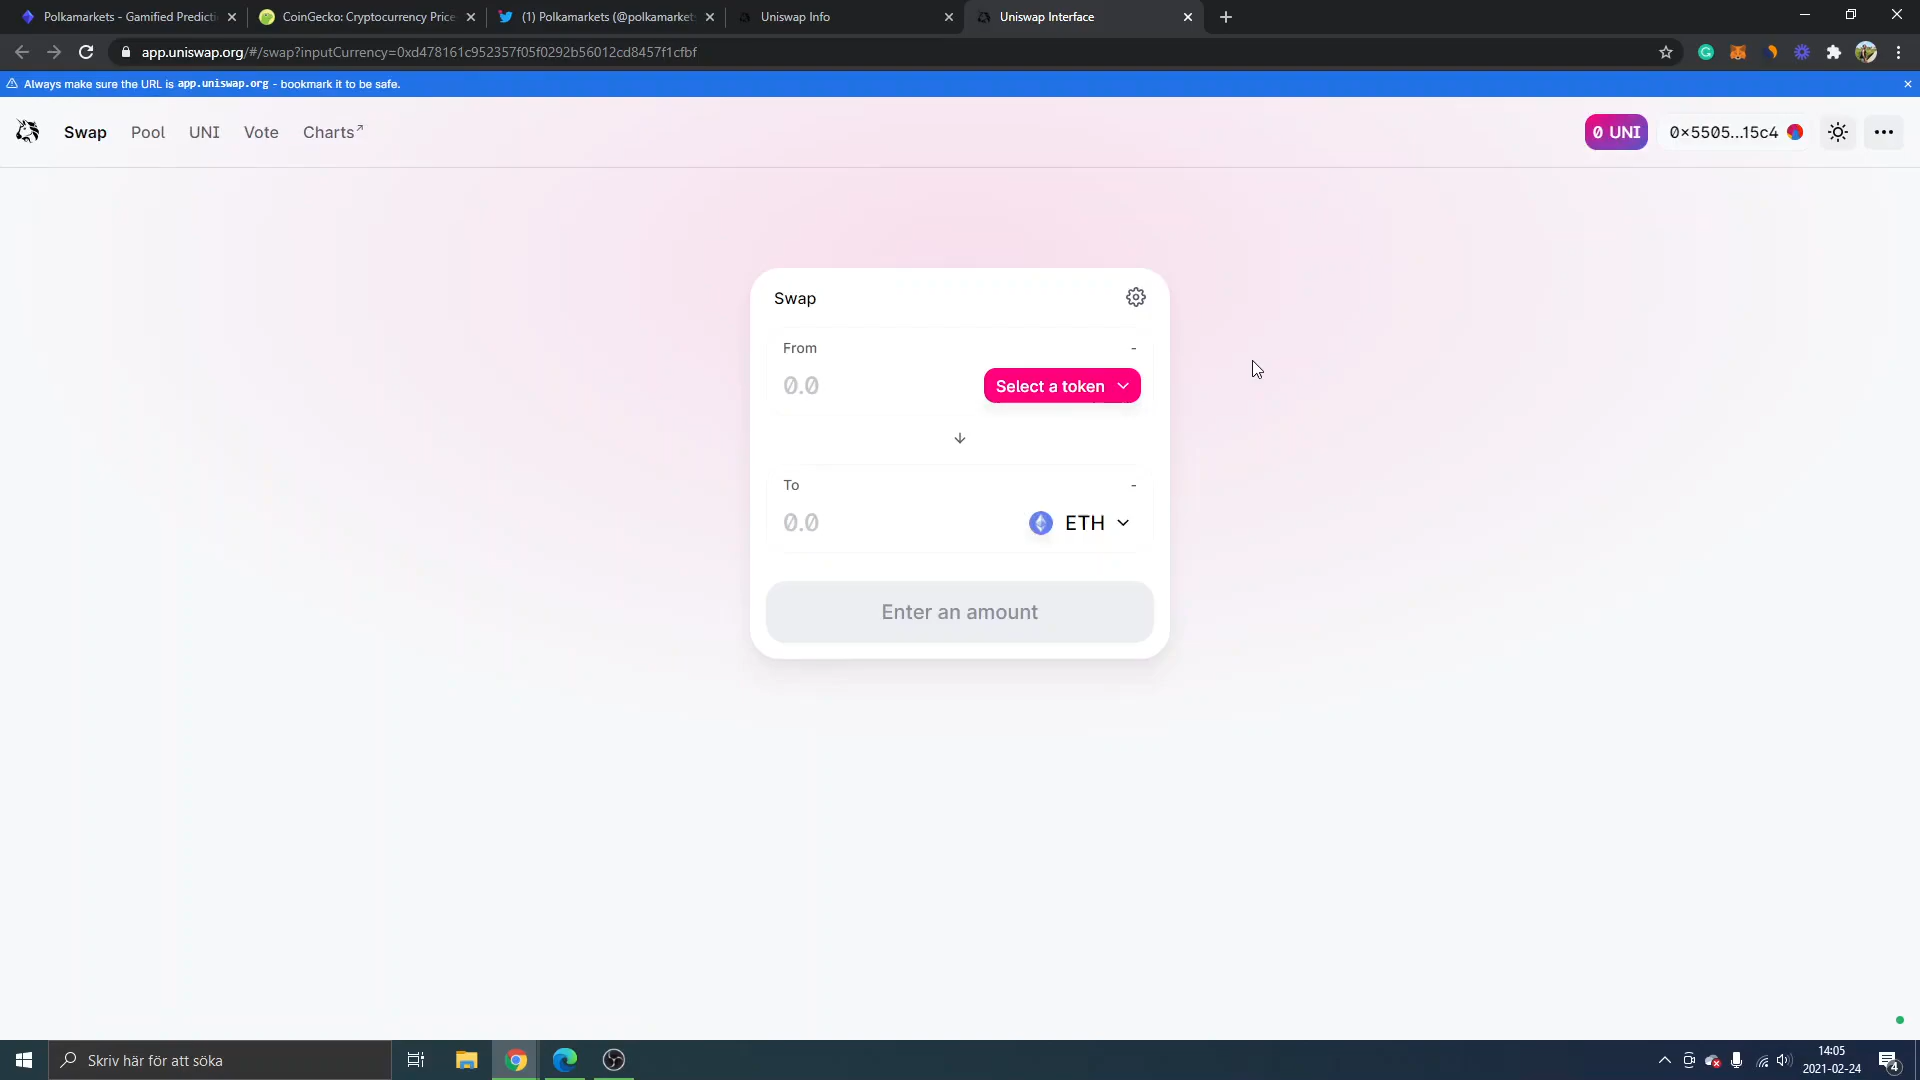 Polkamarkets - Gamified Predicti
CoinGecko: Cryptocurrency Price
(1) Polkamarkets (@polkamarket
Uniswap Info
Uniswap Interface
app.uniswap.org/#/swap?inputCurrency=0xd478161c952357f05f0292b56012cd8457f1cfbf
Always make sure the URL is app.uniswap.org - bookmark it to be safe.
Swap
Pool
UNI
Vote
Charts↗
0 UNI
0×5505...15c4
Swap
From
-
0.0
Select a token
To
-
0.0
ETH
Enter an amount
Skriv här för att söka
14:05
2021-02-24
4